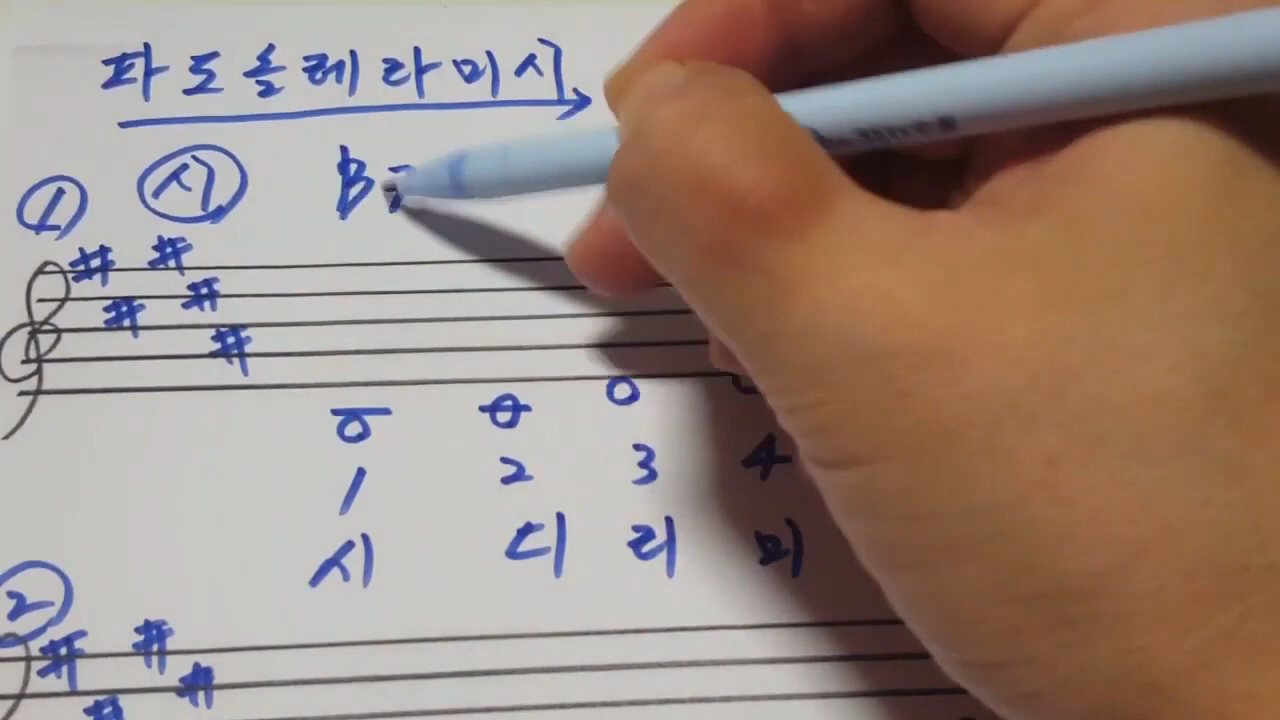 파도솔레라미시
① 시 B
# # # # #
1 2 3 4
시 디 리 미
②
# # # #